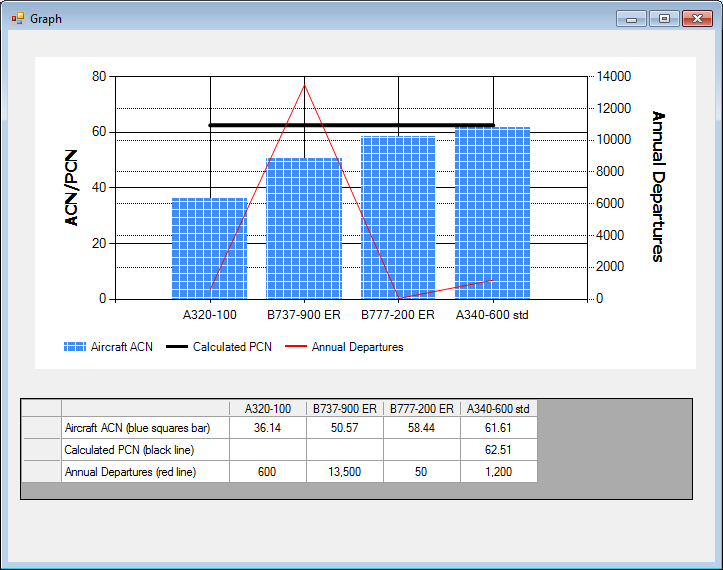 Graph
80
60
40
20
0
ACN/PCN
14000
12000
10000
8000
6000
4000
2000
0
Annual Departures
A320-100 B737-900 ER B777-200 ER A340-600 std
Aircraft ACN Calculated PCN Annual Departures
A320-100 B737-900 ER B777-200 ER A340-600 std
Aircraft ACN (blue squares bar) 36.14 50.57 58.44 61.61
Calculated PCN (black line) 62.51
Annual Departures (red line) 600 13,500 50 1,200